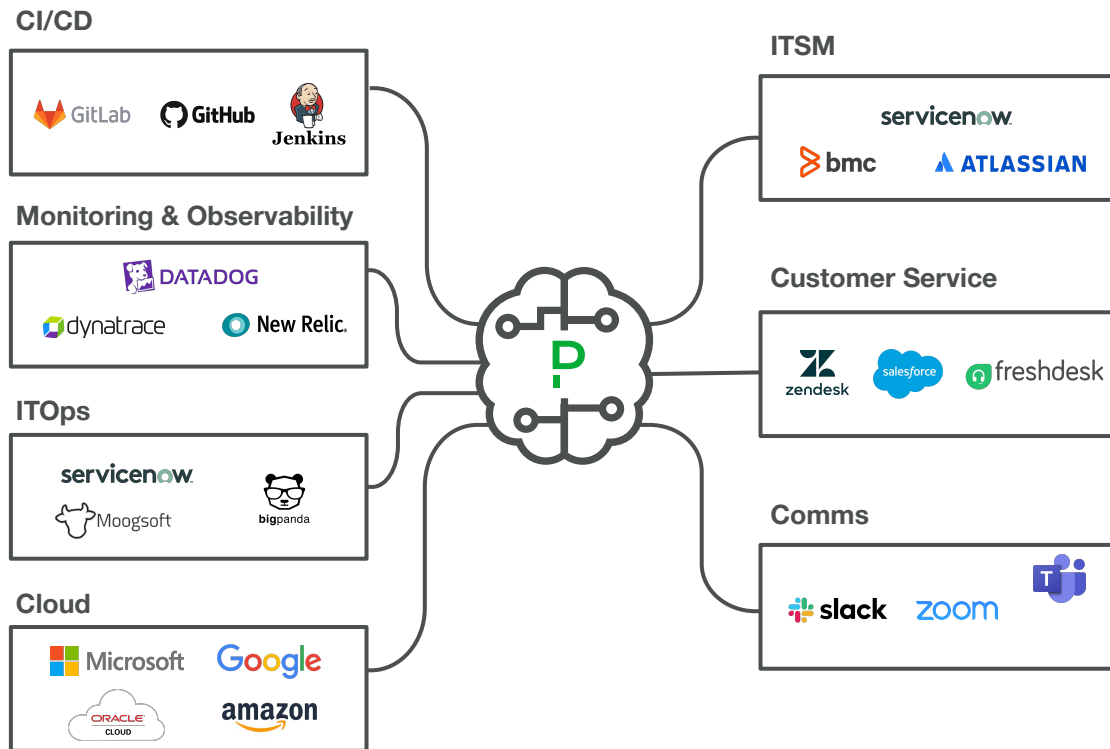 CI/CD
GitLab
GitHub
Jenkins
Monitoring & Observability
DATADOG
dynatrace
New Relic.
ITOps
servicenow
Moogsoft
bigpanda
Cloud
Microsoft
Google
ORACLE
CLOUD
amazon
P
ITSM
servicenow
bmc
ATLASSIAN
Customer Service
zendesk
salesforce
freshdesk
Comms
slack
zoom
T